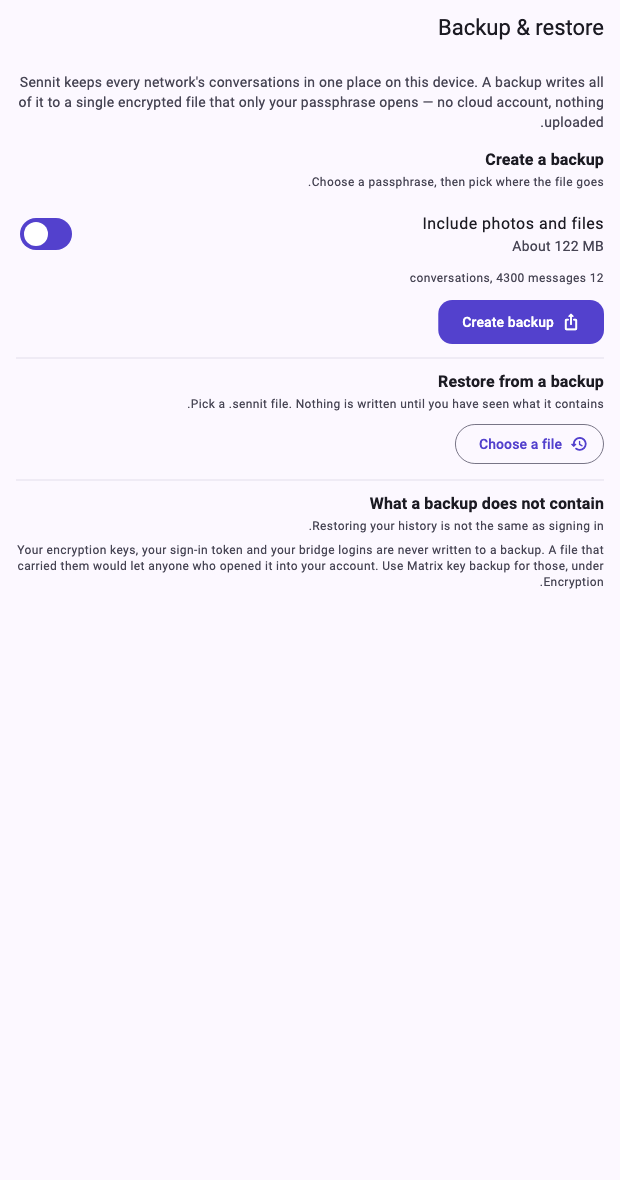 Backup & restore
Sennit keeps every network's conversations in one place on this device. A backup writes all
of it to a single encrypted file that only your passphrase opens — no cloud account, nothing
.uploaded
Create a backup
.Choose a passphrase, then pick where the file goes
Include photos and files
About 122 MB
conversations, 4300 messages 12
Create backup
Restore from a backup
.Pick a .sennit file. Nothing is written until you have seen what it contains
Choose a file
What a backup does not contain
.Restoring your history is not the same as signing in
Your encryption keys, your sign-in token and your bridge logins are never written to a backup. A file that
carried them would let anyone who opened it into your account. Use Matrix key backup for those, under
.Encryption